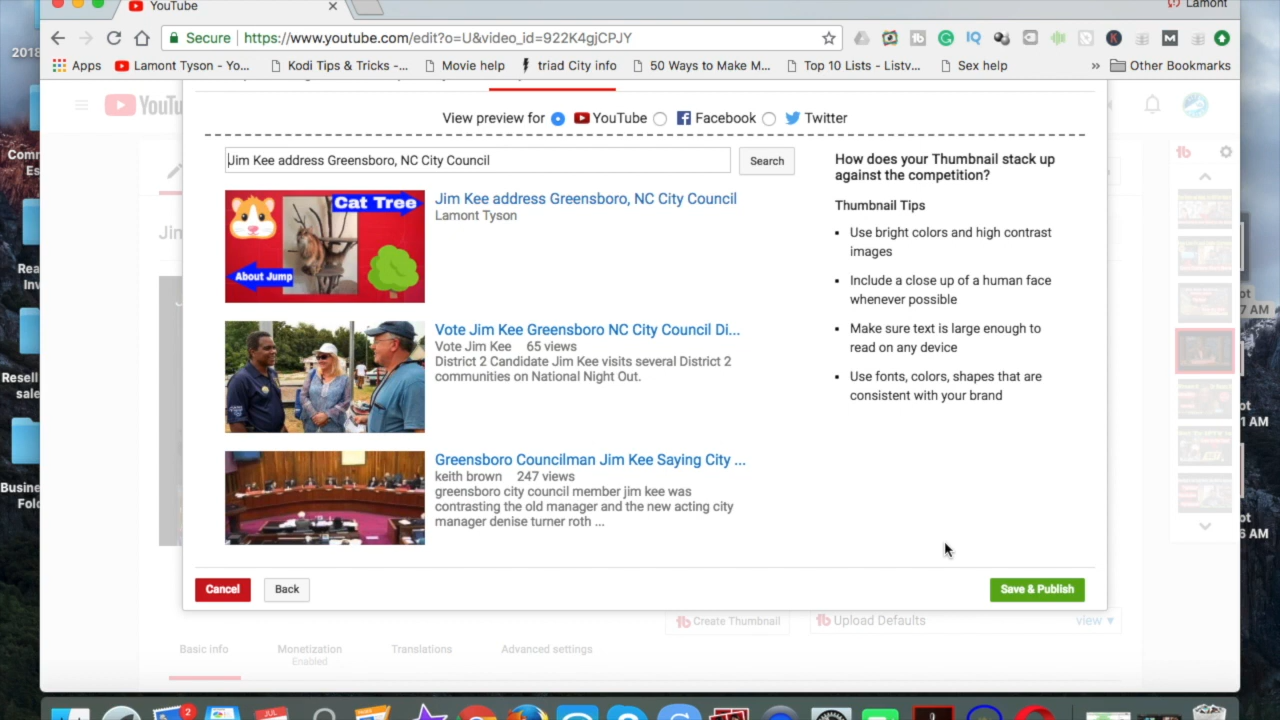 YouTube
Lamont
Secure
https://www.youtube.com/edit?o=U&video_id=922K4gjCPJY
Apps
Lamont Tyson - Yo...
Kodi Tips & Tricks -...
Movie help
triad City info
50 Ways to Make M...
Top 10 Lists - Listv...
Sex help
»
Other Bookmarks
2018
View preview for
YouTube
Facebook
Twitter
Jim Kee address Greensboro, NC City Council
Search
Cat Tree
About Jump
Jim Kee address Greensboro, NC City Council
Lamont Tyson
Vote Jim Kee Greensboro NC City Council Di...
Vote Jim Kee 65 views
District 2 Candidate Jim Kee visits several District 2
communities on National Night Out.
Greensboro Councilman Jim Kee Saying City ...
keith brown 247 views
greensboro city council member jim kee was
contrasting the old manager and the new acting city
manager denise turner roth ...
How does your Thumbnail stack up
against the competition?
Thumbnail Tips
Use bright colors and high contrast
images
Include a close up of a human face
whenever possible
Make sure text is large enough to
read on any device
Use fonts, colors, shapes that are
consistent with your brand
Cancel
Back
Save & Publish
Create Thumbnail
Upload Defaults
view
Basic info
Monetization
Enabled
Translations
Advanced settings
Resell
sale
2
JUL